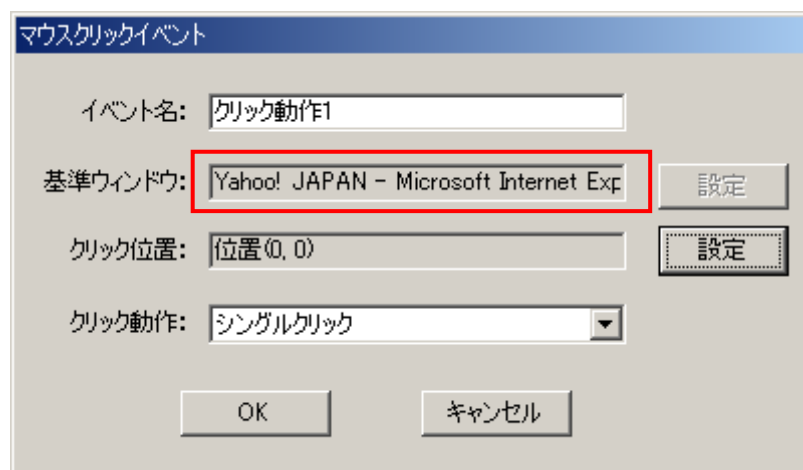 マウスクリックイベント
イベント名: クリック動作1
基準ウィンドウ: Yahoo! JAPAN - Microsoft Internet Exp 設定
クリック位置: 位置(0, 0) 設定
クリック動作: シングルクリック
OK キャンセル